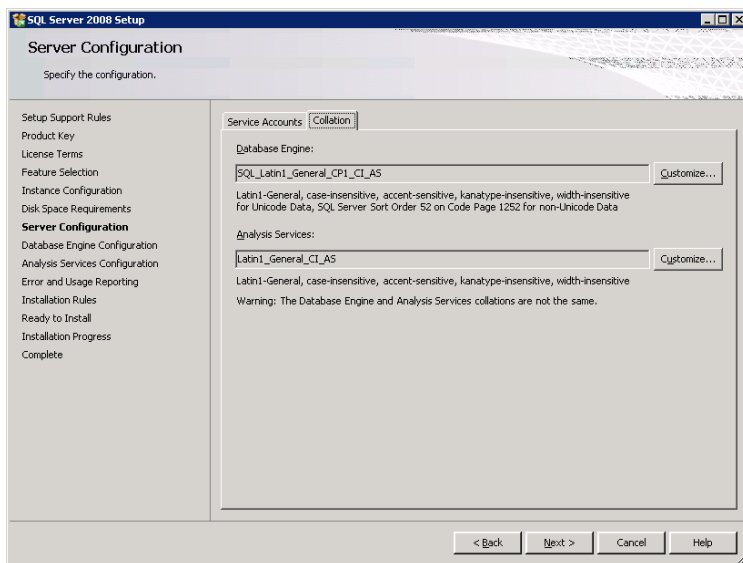 SQL Server 2008 Setup
Server Configuration
Specify the configuration.
Setup Support Rules
Product Key
License Terms
Feature Selection
Instance Configuration
Disk Space Requirements
Server Configuration
Database Engine Configuration
Analysis Services Configuration
Error and Usage Reporting
Installation Rules
Ready to Install
Installation Progress
Complete
Service Accounts Collation
Database Engine:
SQL_Latin1_General_CP1_CI_AS Customize...
Latin1-General, case-insensitive, accent-sensitive, kanatype-insensitive, width-insensitive
for Unicode Data, SQL Server Sort Order 52 on Code Page 1252 for non-Unicode Data
Analysis Services:
Latin1_General_CI_AS Customize...
Latin1-General, case-insensitive, accent-sensitive, kanatype-insensitive, width-insensitive
Warning: The Database Engine and Analysis Services collations are not the same.
< Back Next > Cancel Help